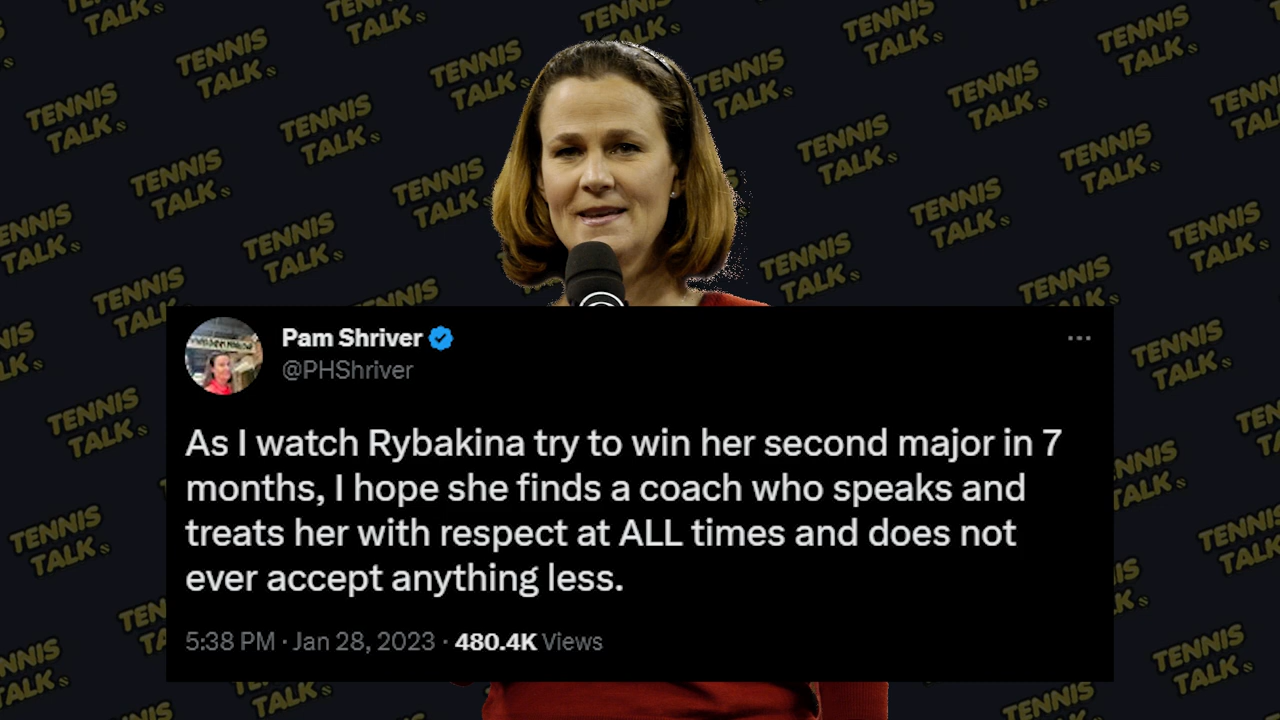 TENNIS TALK
Pam Shriver
@PHShriver
As I watch Rybakina try to win her second major in 7
months, I hope she finds a coach who speaks and
treats her with respect at ALL times and does not
ever accept anything less.
5:38 PM · Jan 28, 2023 · 480.4K Views